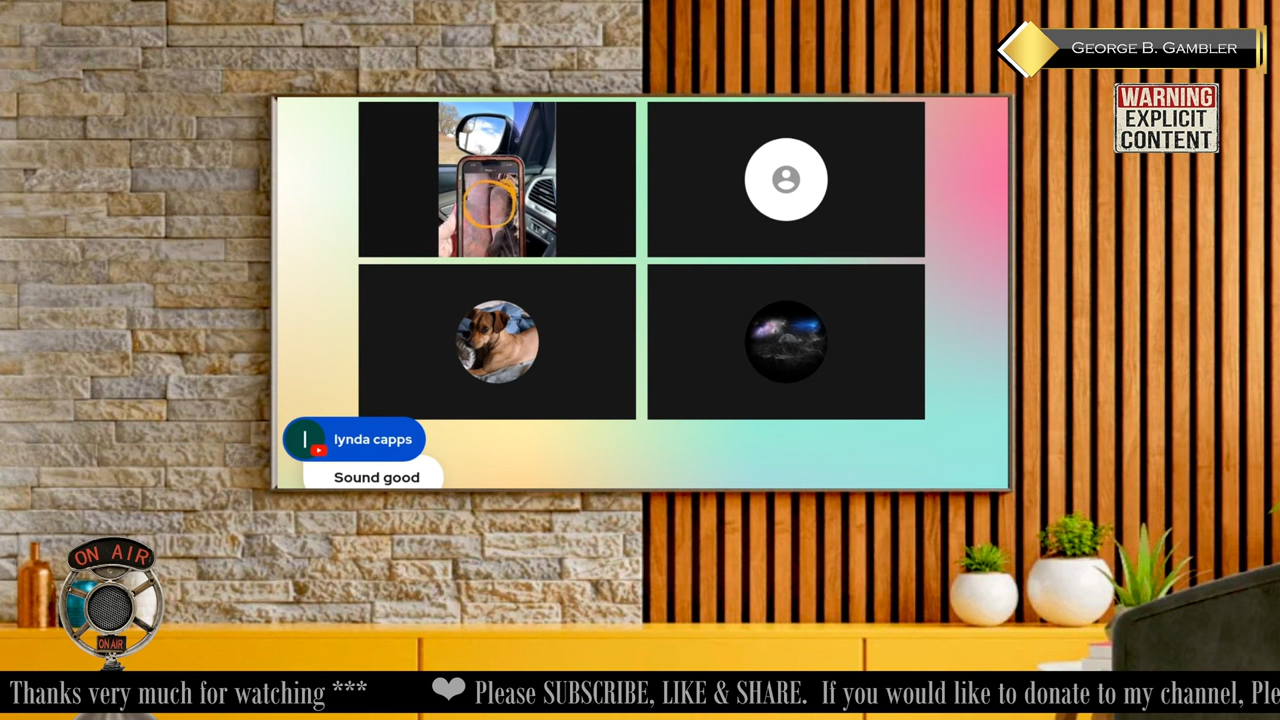 GEORGE B. GAMBLER
WARNING
EXPLICIT
CONTENT
l
lynda capps
Sound good
ON AIR
ON AIR
Thanks very much for watching *** ❤ Please SUBSCRIBE, LIKE & SHARE. If you would like to donate to my channel, Ple